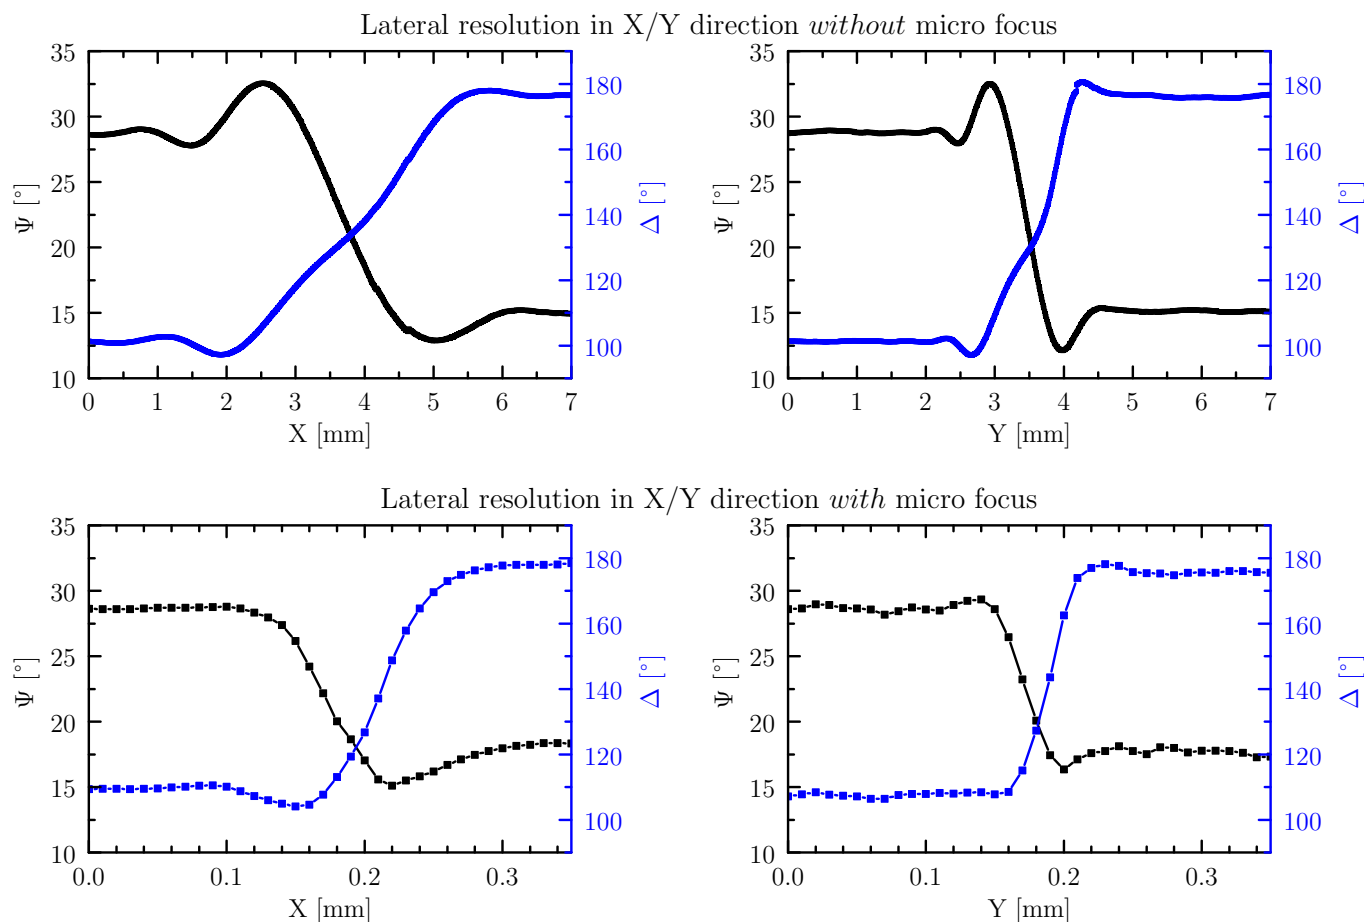 Lateral resolution in X/Y direction without micro focus
35
30
25
20
15
10
Ψ [°]
0 1 2 3 4 5 6 7
X [mm]
180
160
140
120
100
Δ [°]
35
30
25
20
15
10
Ψ [°]
0 1 2 3 4 5 6 7
Y [mm]
180
160
140
120
100
Δ [°]
Lateral resolution in X/Y direction with micro focus
35
30
25
20
15
10
Ψ [°]
0.0 0.1 0.2 0.3
X [mm]
180
160
140
120
100
Δ [°]
35
30
25
20
15
10
Ψ [°]
0.0 0.1 0.2 0.3
Y [mm]
180
160
140
120
100
Δ [°]